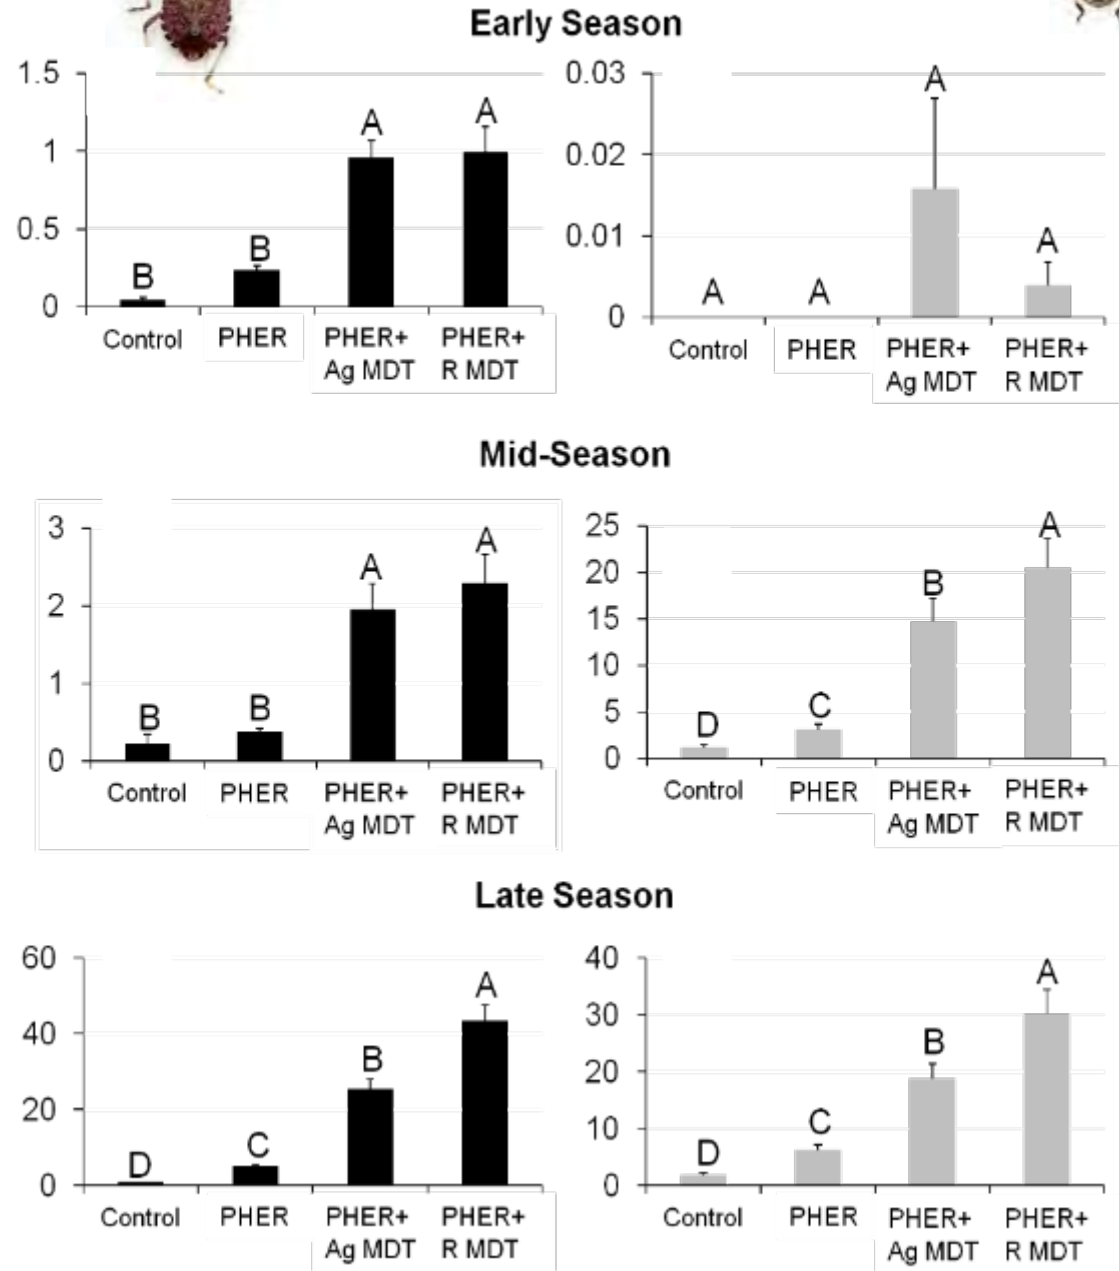 Early Season
1.5
1
0.5
0
B
B
A
A
Control
PHER
PHER+
Ag MDT
PHER+
R MDT
0.03
0.02
0.01
0
A
A
A
A
Control
PHER
PHER+
Ag MDT
PHER+
R MDT
Mid-Season
3
2
1
0
B
B
A
A
Control
PHER
PHER+
Ag MDT
PHER+
R MDT
25
20
15
10
5
0
D
C
B
A
Control
PHER
PHER+
Ag MDT
PHER+
R MDT
Late Season
60
40
20
0
D
C
B
A
Control
PHER
PHER+
Ag MDT
PHER+
R MDT
40
30
20
10
0
D
C
B
A
Control
PHER
PHER+
Ag MDT
PHER+
R MDT